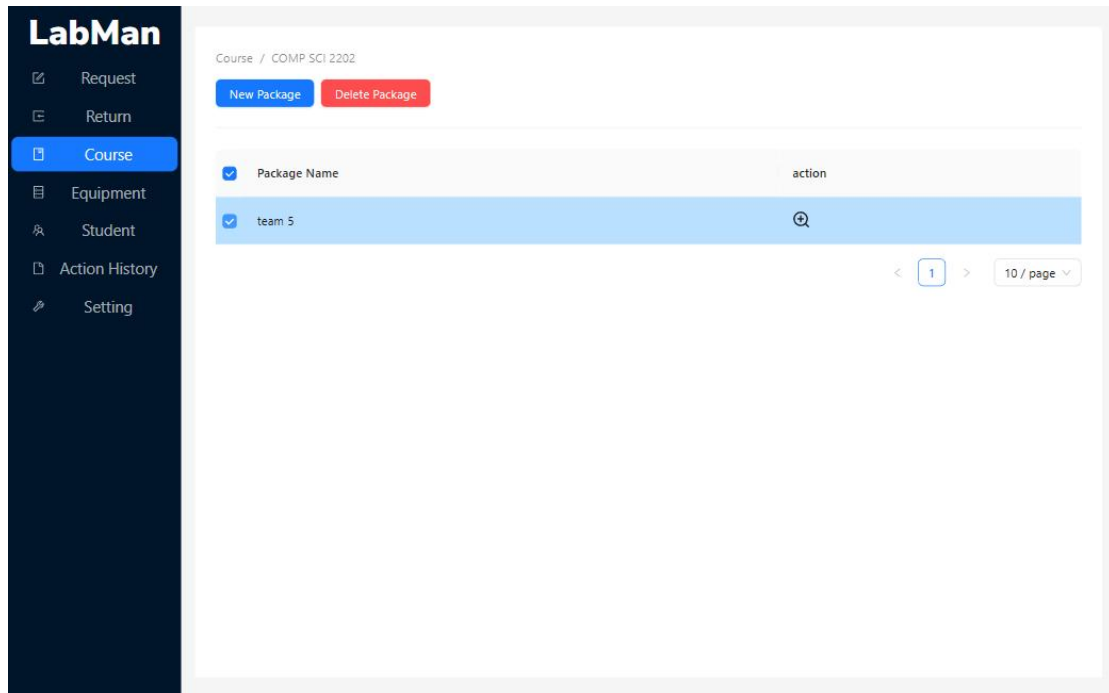 LabMan
Request
Return
Course
Equipment
Student
Action History
Setting
Course / COMP SCI 2202
New Package Delete Package
Package Name action
team 5
< 1 > 10 / page